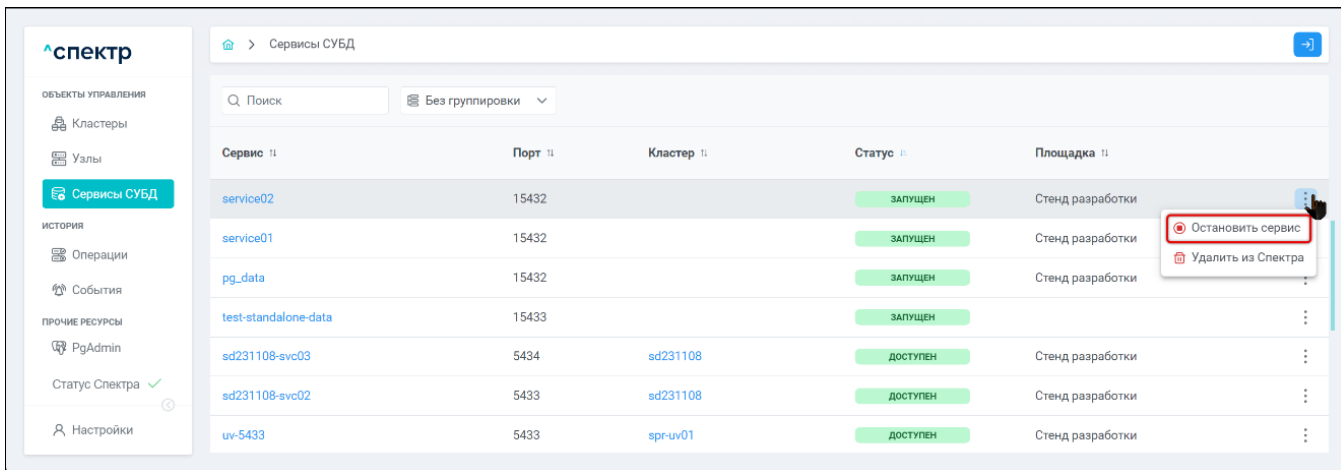 ^спектр
ОБЪЕКТЫ УПРАВЛЕНИЯ
Кластеры
Узлы
Сервисы СУБД
ИСТОРИЯ
Операции
События
ПРОЧИЕ РЕСУРСЫ
PgAdmin
Статус Спектра
Настройки
> Сервисы СУБД
Поиск Без группировки
Сервис Порт Кластер Статус Площадка
service02 15432 ЗАПУЩЕН Стенд разработки
service01 15432 ЗАПУЩЕН Стенд разработки
pg_data 15432 ЗАПУЩЕН Стенд разработки
test-standalone-data 15433 ЗАПУЩЕН
sd231108-svc03 5434 sd231108 ДОСТУПЕН Стенд разработки
sd231108-svc02 5433 sd231108 ДОСТУПЕН Стенд разработки
uv-5433 5433 spr-uv01 ДОСТУПЕН Стенд разработки
Остановить сервис
Удалить из Спектра